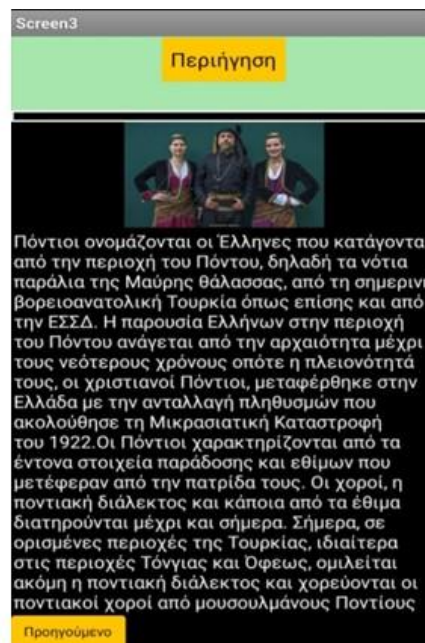 Screen3
Περιήγηση
Πόντιοι ονομάζονται οι Έλληνες που κατάγοντα
από την περιοχή του Πόντου, δηλαδή τα νότια
παράλια της Μαύρης θάλασσας, από τη σημεριν
βορειοανατολική Τουρκία όπως επίσης και από
την ΕΣΣΔ. Η παρουσία Ελλήνων στην περιοχή
του Πόντου ανάγεται από την αρχαιότητα μέχρι
τους νεότερους χρόνους οπότε η πλειονότητά
τους, οι χριστιανοί Πόντιοι, μεταφέρθηκε στην
Ελλάδα με την ανταλλαγή πληθυσμών που
ακολούθησε τη Μικρασιατική Καταστροφή
του 1922.Οι Πόντιοι χαρακτηρίζονται από τα
έντονα στοιχεία παράδοσης και εθίμων που
μετέφεραν από την πατρίδα τους. Οι χοροί, η
ποντιακή διάλεκτος και κάποια από τα έθιμα
διατηρούνται μέχρι και σήμερα. Σήμερα, σε
ορισμένες περιοχές της Τουρκίας, ιδιαίτερα
στις περιοχές Τόνγιας και Όφεως, ομιλείται
ακόμη η ποντιακή διάλεκτος και χορεύονται οι
ποντιακοί χοροί από μουσουλμάνους Ποντίους
Προηγούμενο